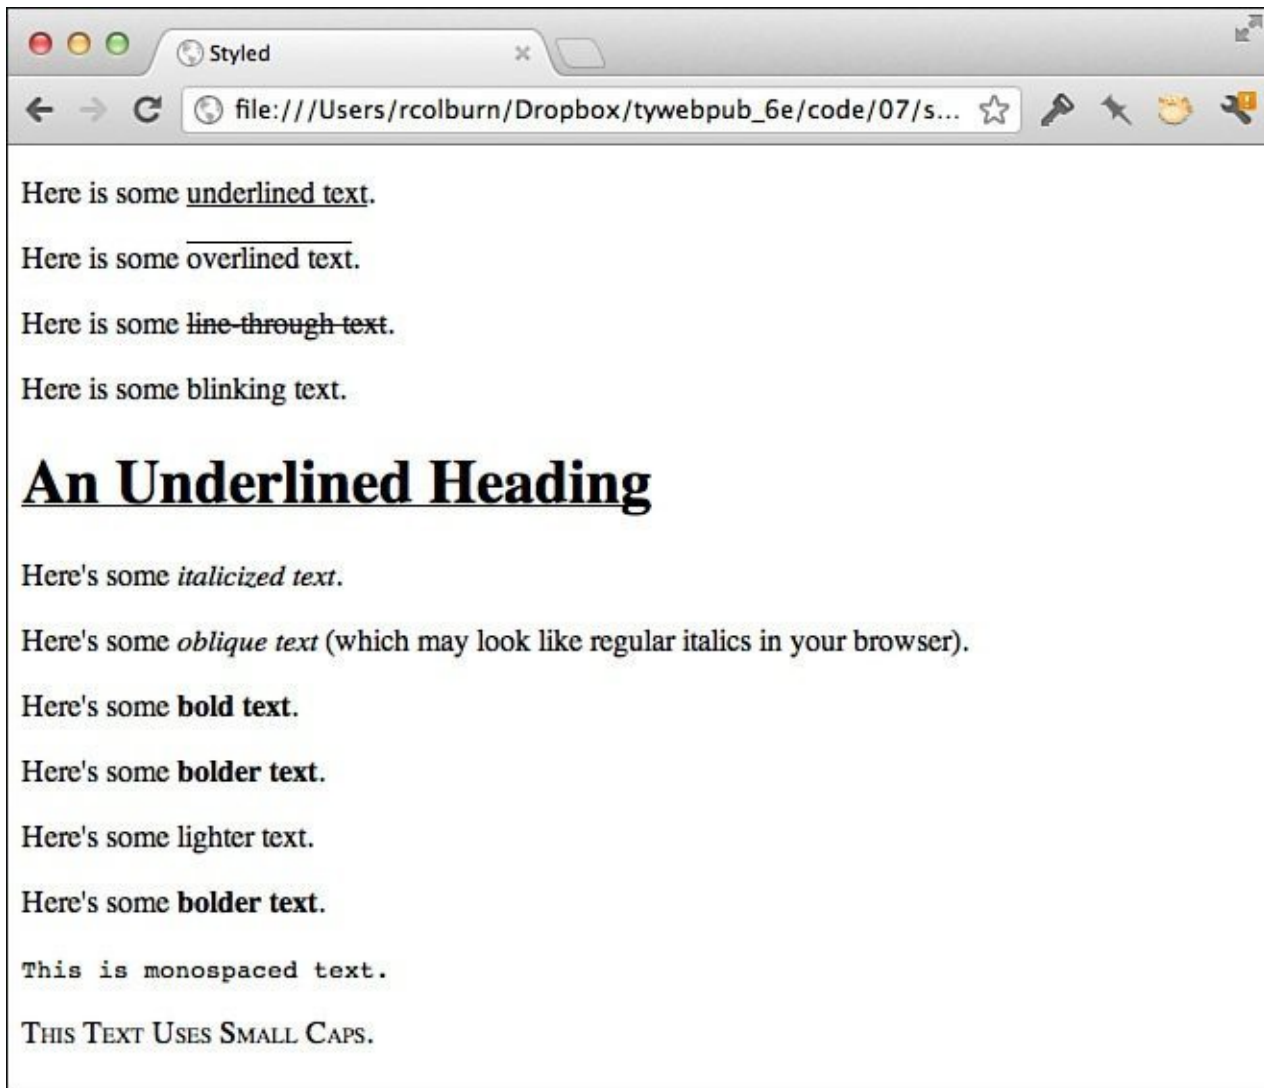 Styled
file:///Users/rcolburn/Dropbox/tywebpub_6e/code/07/s...
Here is some underlined text.
Here is some overlined text.
Here is some line-through text.
Here is some blinking text.
An Underlined Heading
Here's some italicized text.
Here's some oblique text (which may look like regular italics in your browser).
Here's some bold text.
Here's some bolder text.
Here's some lighter text.
Here's some bolder text.
This is monospaced text.
This Text Uses Small Caps.